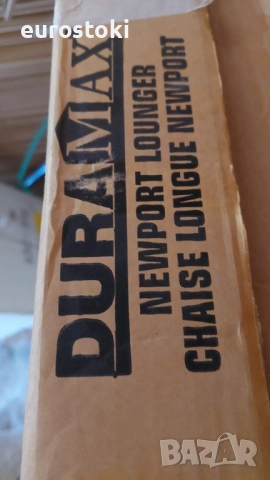 eurostoki
DURAMAX
NEWPORT LOUNGER
CHAISE LONGUE NEWPORT
BAZAR